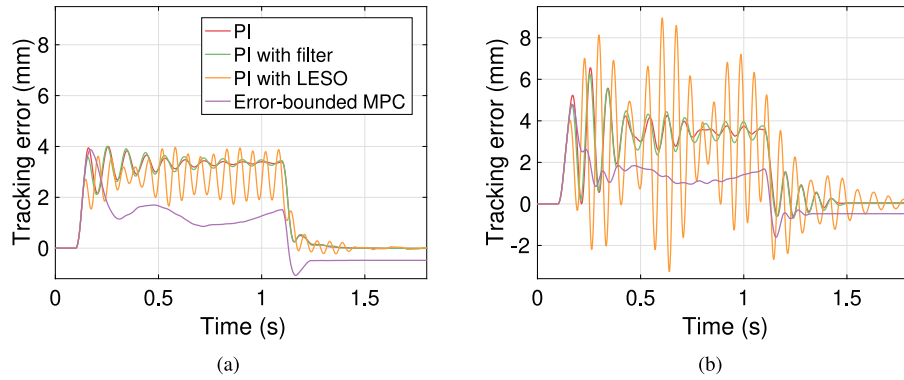 8
6
4
2
0
Tracking error (mm)
0
0.5
1
1.5
Time (s)
PI
PI with filter
PI with LESO
Error-bounded MPC
(a)
8
6
4
2
0
-2
Tracking error (mm)
0
0.5
1
1.5
Time (s)
(b)